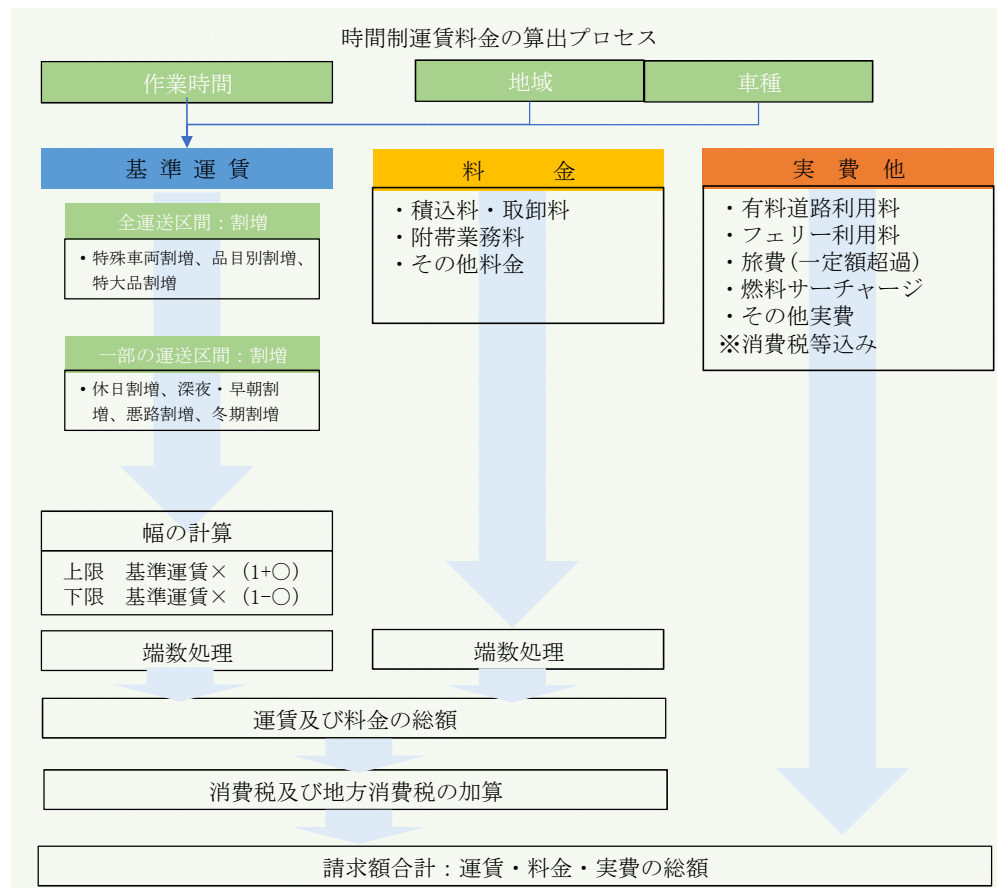 時間制運賃料金の算出プロセス
作業時間
地域
車種
基準運賃
全運送区間：割増
・特殊車両割増、品目別割増、
特大品割増
一部の運送区間：割増
・休日割増、深夜・早朝割
増、悪路割増、冬期割増
幅の計算
上限 基準運賃×（1+○）
下限 基準運賃×（1-○）
端数処理
料金
・積込料・取卸料
・附帯業務料
・その他料金
端数処理
実費他
・有料道路利用料
・フェリー利用料
・旅費(一定額超過)
・燃料サーチャージ
・その他実費
※消費税等込み
運賃及び料金の総額
消費税及び地方消費税の加算
請求額合計：運賃・料金・実費の総額